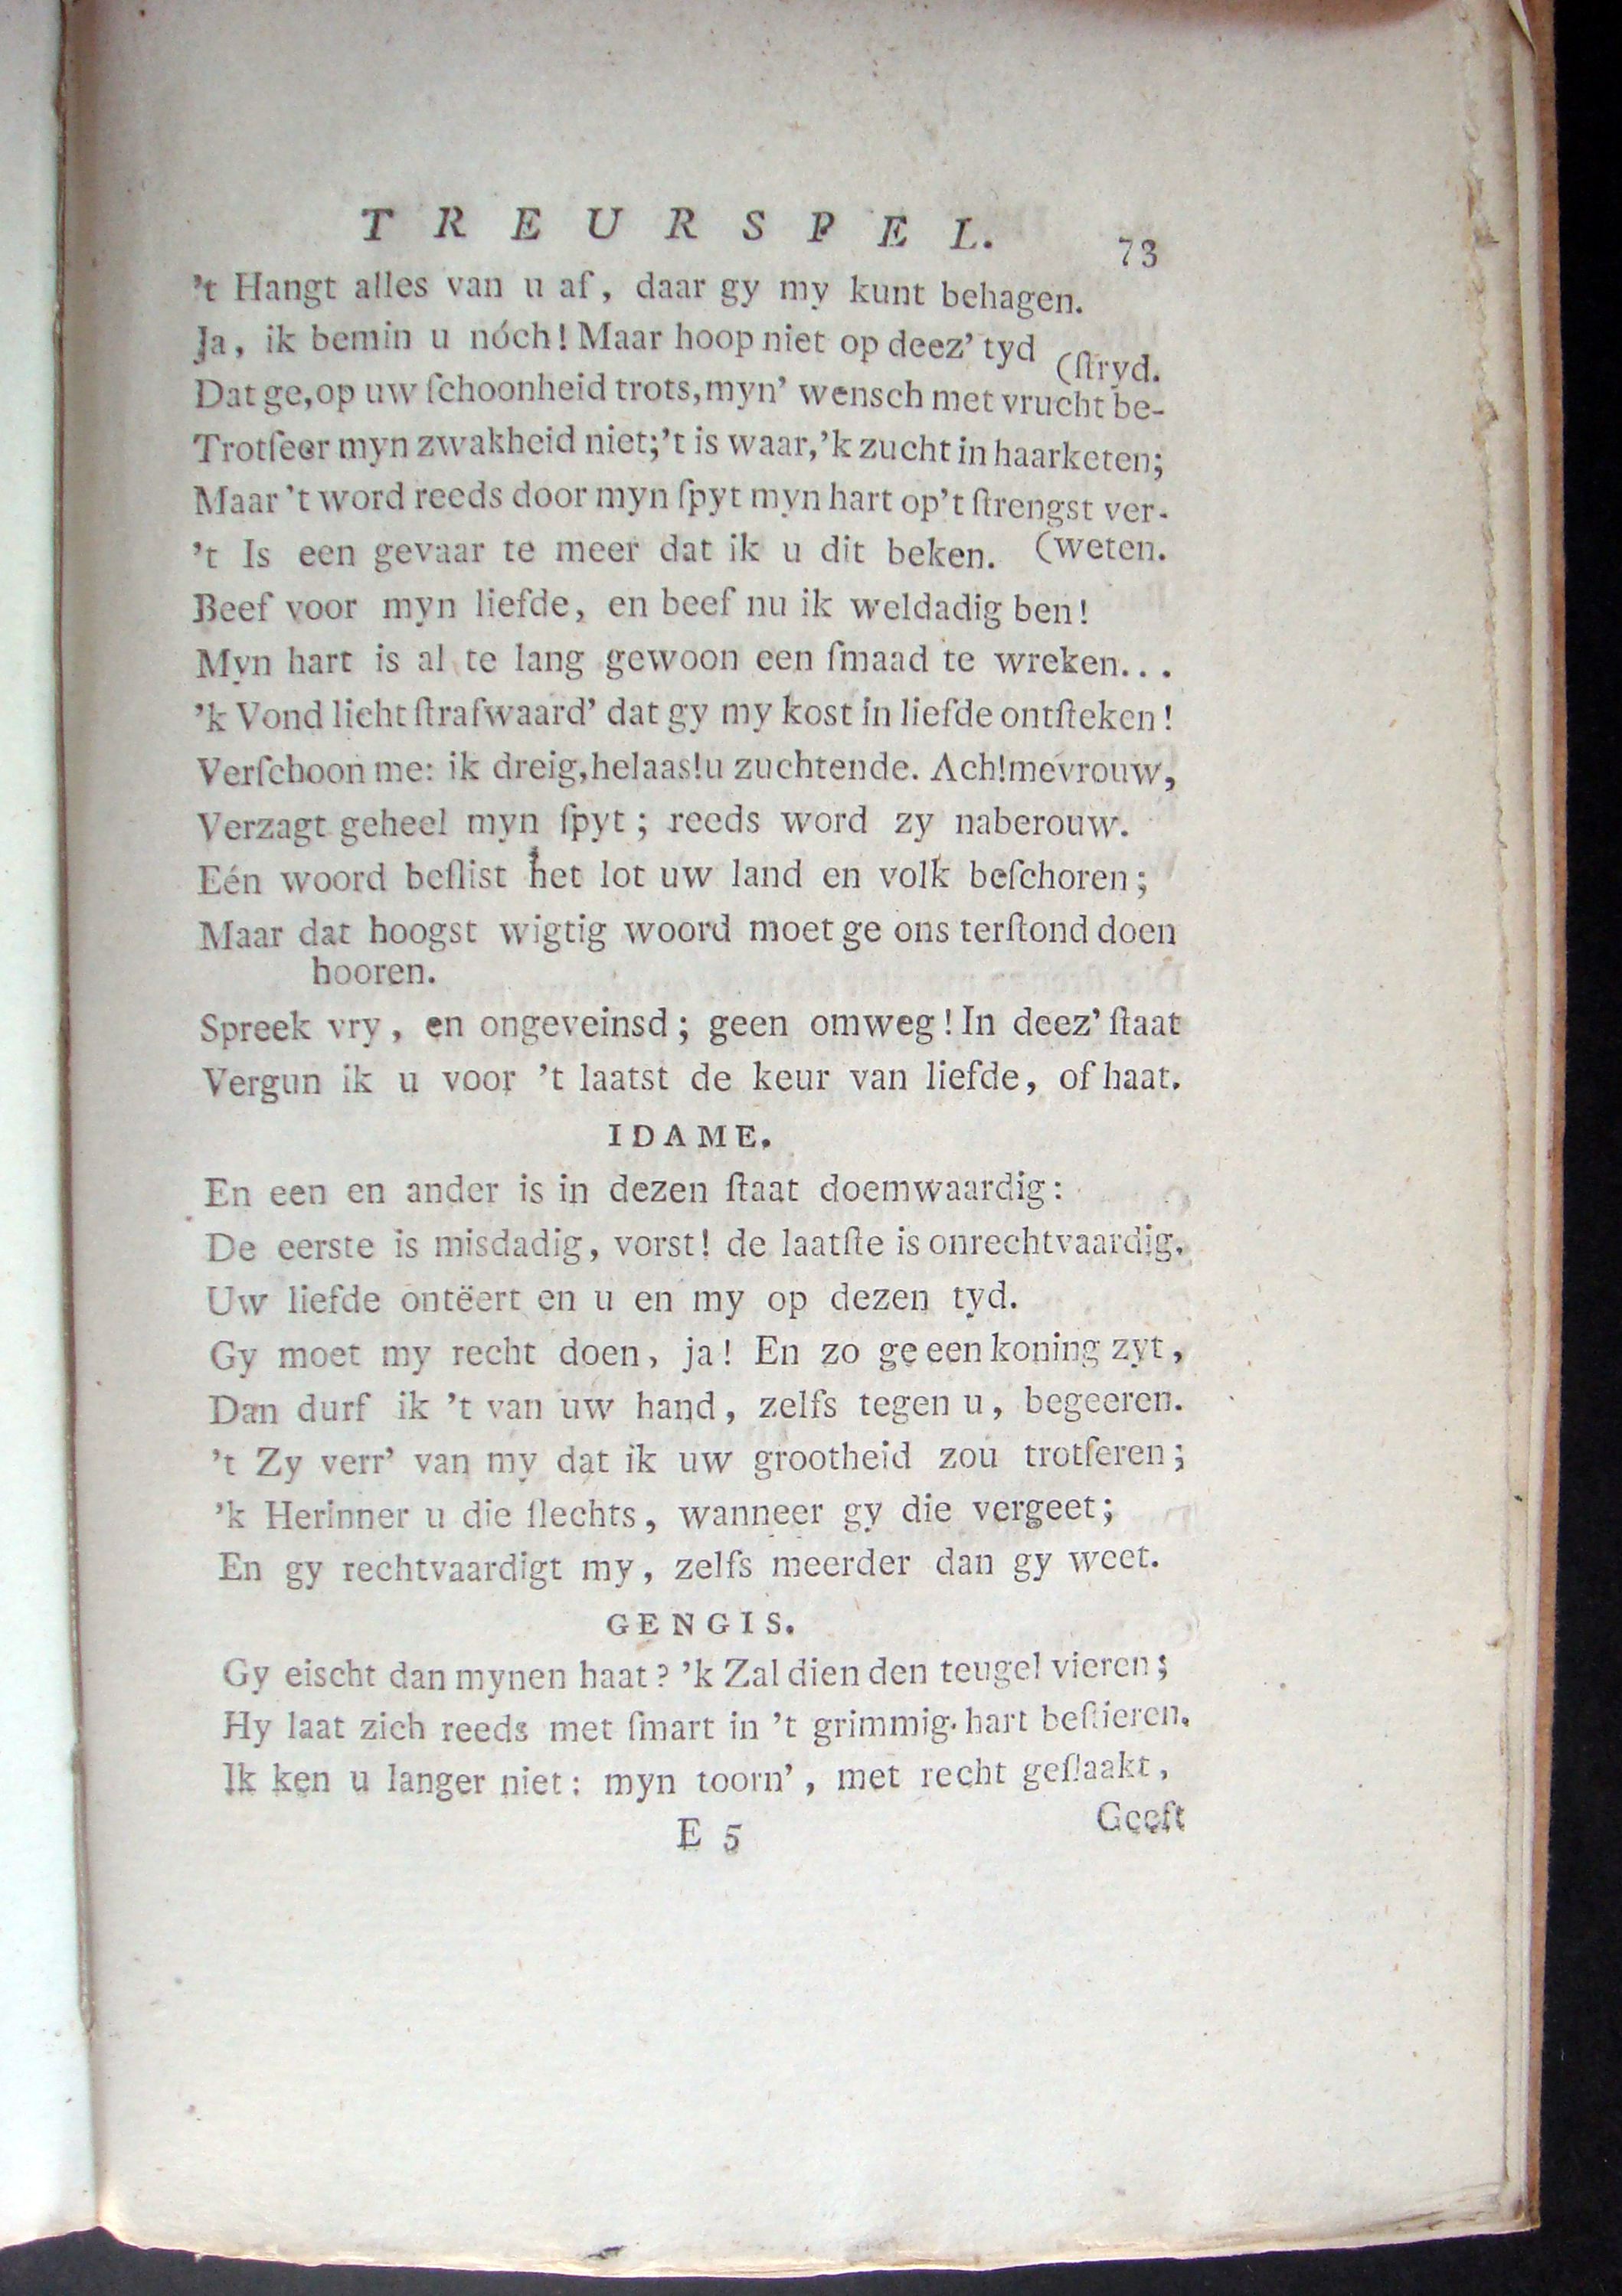 TREURSPEL. 73
't Hangt alles van u af, daar gy my kunt behagen.
Ja, ik bemin u nóch! Maar hoop niet op deez' tyd
(ſtryd.
Dat ge, op uw ſchoonheid trots, myn' wensch met vrucht be-
Trotſeer myn zwakheid niet; 't is waar, 'k zucht in haar keten;
Maar 't word reeds door myn ſpyt myn hart op 't ſtrengst ver-
't Is een gevaar te meer dat ik u dit beken. (weten.
Beef voor myn liefde, en beef nu ik weldadig ben!
Myn hart is al te lang gewoon een ſmaad te wreken...
'k Vond licht ſtrafwaard' dat gy my kost in liefde ontſteken!
Verſchoon me: ik dreig, helaas! u zuchtende. Ach! mevrouw,
Verzagt geheel myn ſpyt; reeds word zy naberouw.
Eén woord beſlist het lot uw land en volk beſchoren;
Maar dat hoogst wigtig woord moet ge ons terſtond doen
hooren.
Spreek vry, en ongeveinsd; geen omweg! In deez' ſtaat
Vergun ik u voor 't laatst de keur van liefde, of haat.
IDAME.
En een en ander is in dezen ſtaat doemwaardig:
De eerste is misdadig, vorst! de laatſte is onrechtvaardig.
Uw liefde ontëert en u en my op dezen tyd.
Gy moet my recht doen, ja! En zo ge een koning zyt,
Dan durf ik 't van uw hand, zelfs tegen u, begeeren.
't Zy verr' van my dat ik uw grootheid zou trotſeren;
'k Herinner u die ſlechts, wanneer gy die vergeet;
En gy rechtvaardigt my, zelfs meerder dan gy weet.
GENGIS.
Gy eischt dan mynen haat? 'k Zal dien den teugel vieren;
Hy laat zich reeds met ſmart in 't grimmig hart beſtieren.
Ik ken u langer niet: myn toorn', met recht geſlaakt,
E 5 Geeft